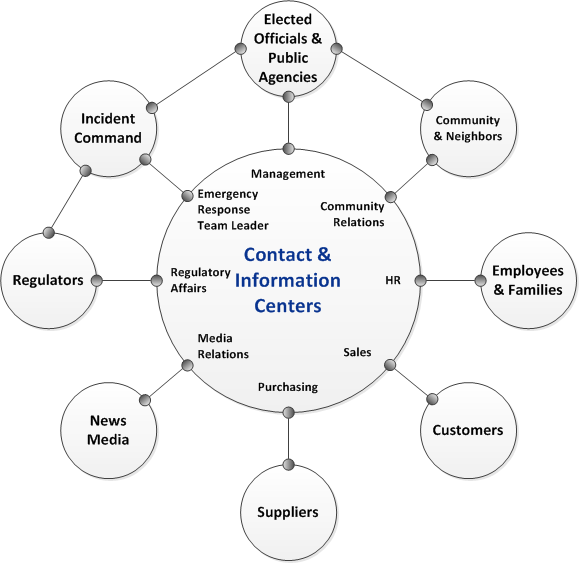 Elected
Officials &
Public
Agencies
Incident
Command
Community
& Neighbors
Management
Emergency
Response
Team Leader
Community
Relations
Contact &
Information
Centers
Regulators
Regulatory
Affairs
HR
Employees
& Families
Media
Relations
Sales
Purchasing
News
Media
Customers
Suppliers